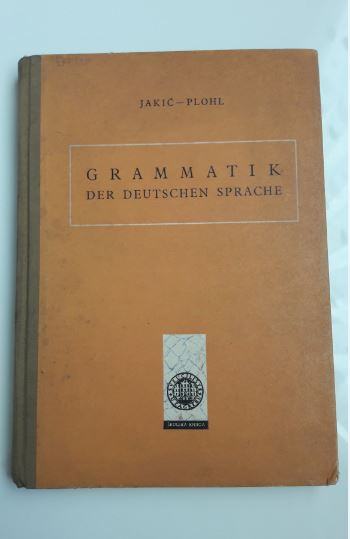 JAKIĆ – PLOHL
GRAMMATIK
DER DEUTSCHEN SPRACHE
ŠKOLSKA KNJIGA